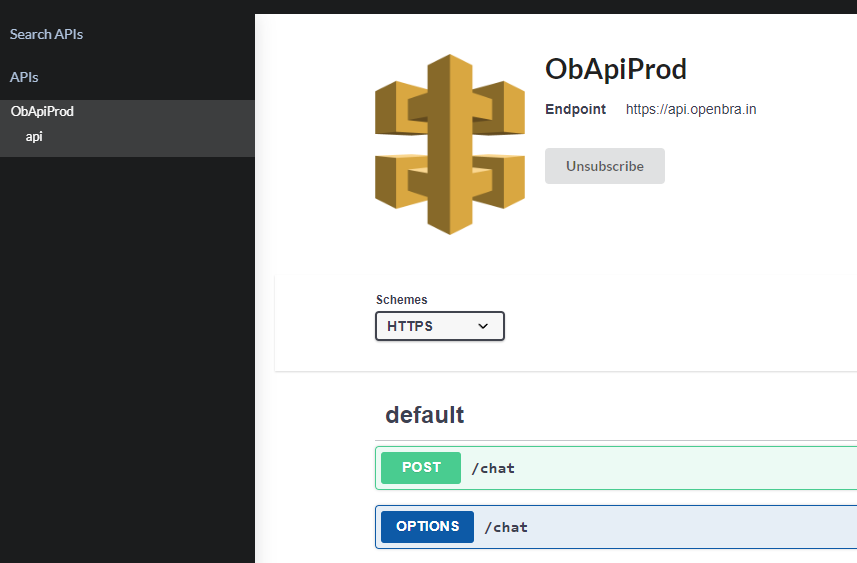 Search APIs
APIs
ObApiProd
api
ObApiProd
Endpoint https://api.openbra.in
Unsubscribe
Schemes
HTTPS
default
POST /chat
OPTIONS /chat